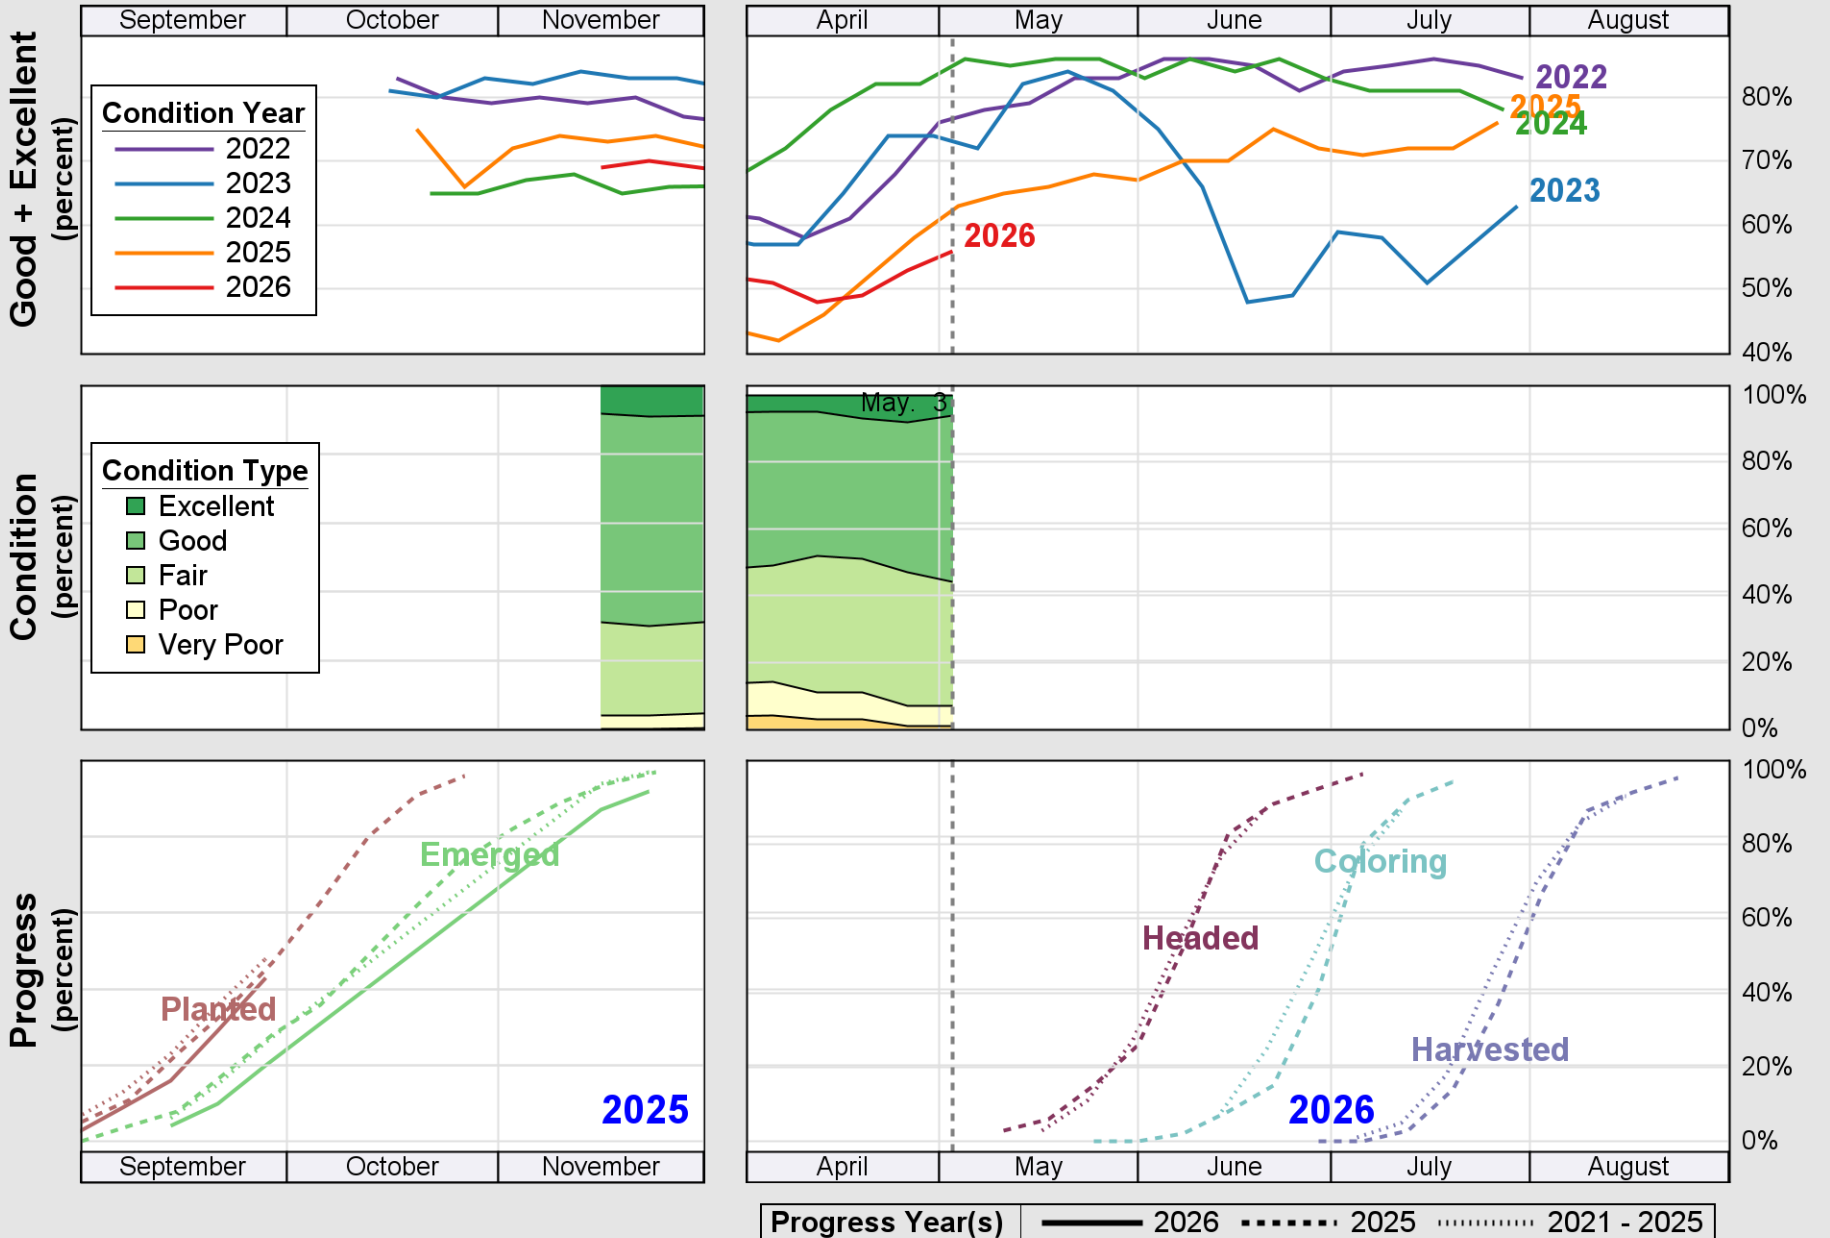 September October November April May June July August
Good + Excellent
(percent)
Condition Year
2022
2023
2024
2025
2026
2022
2025
2024
2023
2026
80%
70%
60%
50%
40%
Condition
(percent)
May. 3
Condition Type
Excellent
Good
Fair
Poor
Very Poor
100%
80%
60%
40%
20%
0%
Progress
(percent)
Planted
Emerged
2025
Headed
Coloring
Harvested
2026
100%
80%
60%
40%
20%
0%
September October November April May June July August
Progress Year(s) 2026 2025 2021 - 2025